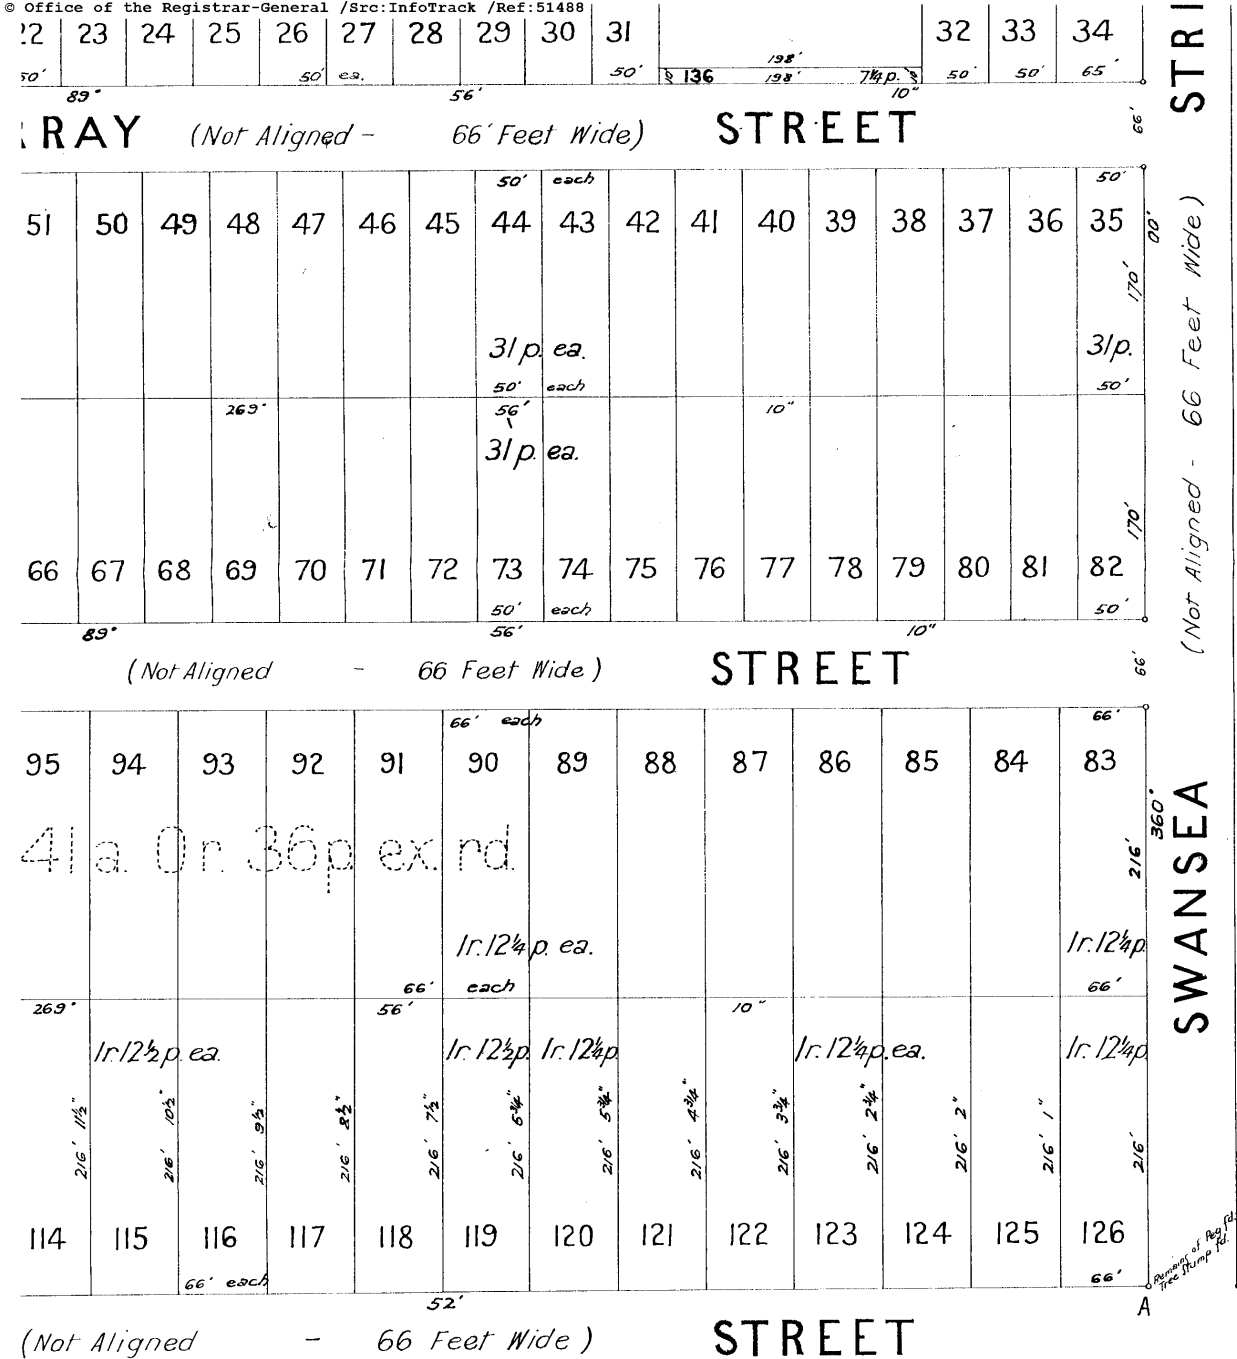 © Office of the Registrar-General /Src:InfoTrack /Ref:51488
22 23 24 25 26 27 28 29 30 31 32 33 34
198'
50' 50' ea. 50' 10' 136 198' 7¼p. 10' 50' 50' 65'
89° 56' 10"
RAY (Not Aligned - 66' Feet Wide) STREET
66'
STRI
50' each 50'
51 50 49 48 47 46 45 44 43 42 41 40 39 38 37 36 35
00'
170'
31p. ea. 31p.
50' each 50'
269° 56' 10"
31p. ea.
170'
(Not Aligned - 66 Feet Wide)
66 67 68 69 70 71 72 73 74 75 76 77 78 79 80 81 82
50' each 50'
89° 56' 10"
(Not Aligned - 66 Feet Wide) STREET
66'
66' each 66'
95 94 93 92 91 90 89 88 87 86 85 84 83
360°
216'
41a. 0r. 36p ex. rd.
SWANSEA
1r. 12¼p. ea. 1r. 12¼p.
66' each 66'
269° 56' 10"
1r. 12½p. ea. 1r. 12½p. 1r. 12¼p. 1r. 12¼p. ea. 1r. 12¼p.
216' 11½" 216' 10½" 216' 9½" 216' 8½" 216' 7½" 216' 6¾" 216' 5¾" 216' 4¾" 216' 3¾" 216' 2¾" 216' 2" 216' 1" 216'
114 115 116 117 118 119 120 121 122 123 124 125 126
66' each 66'
Remains of Peg fd.
Tree Stump fd.
52' A
(Not Aligned - 66 Feet Wide) STREET